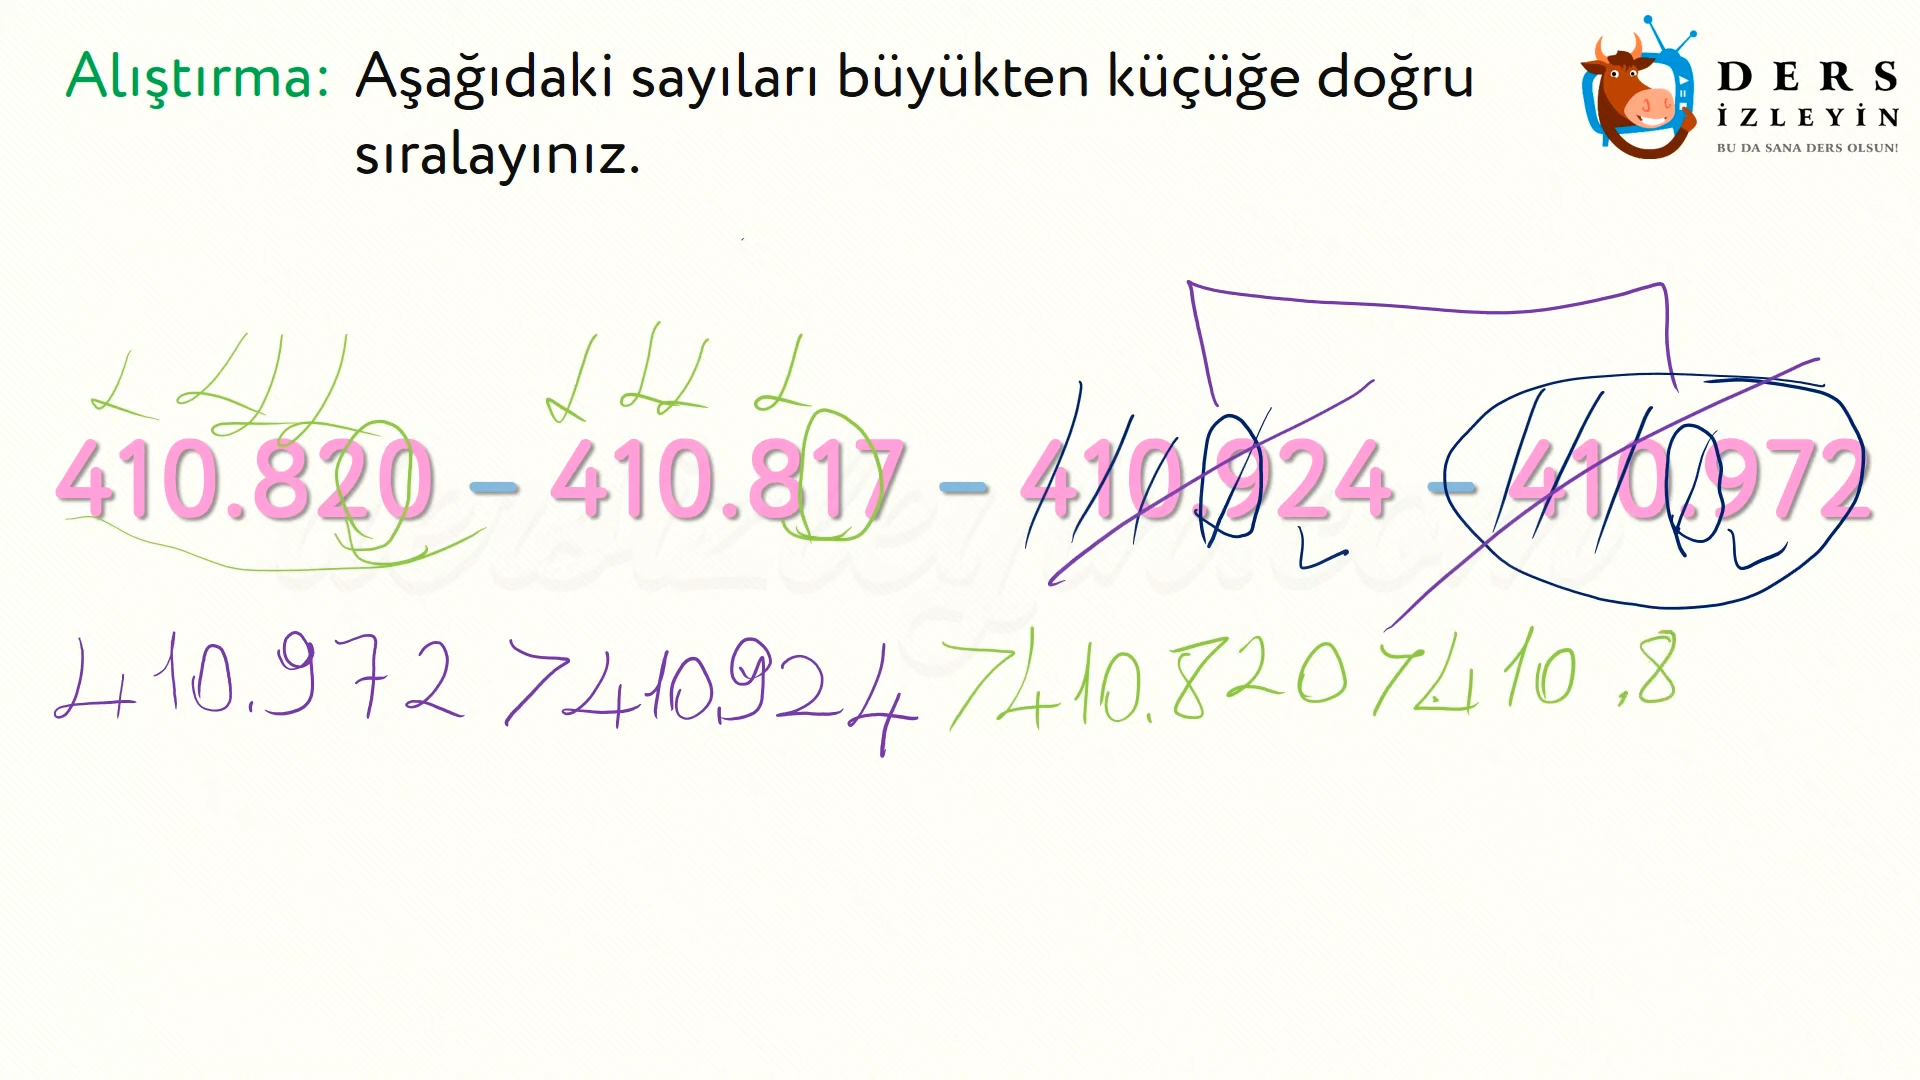 Alıştırma: Aşağıdaki sayıları büyükten küçüğe doğru
sıralayınız.
DERS
İZLEYİN
BU DA SANA DERS OLSUN!
410.820 – 410.817 – 410.924 – 410.972
410.972 > 410.924 > 410.820 > 410.8